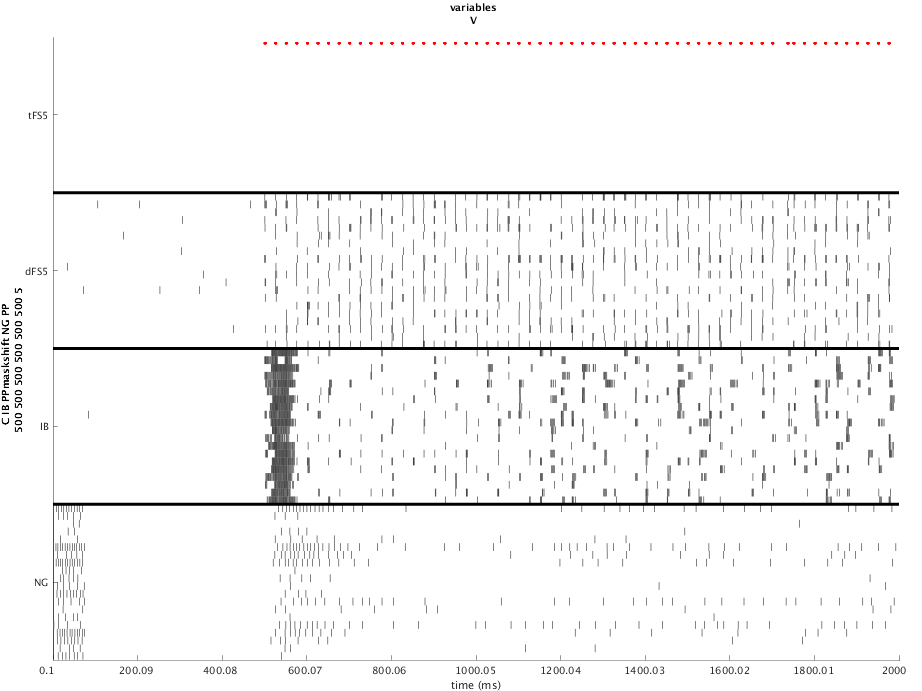 variables
V
tFS5
dFS5
IB
NG
C IB PPmaskshift NG PP
500 500 500 500 500 500 5
0.1
200.09
400.08
600.07
800.06
1000.05
1200.04
1400.03
1600.02
1800.01
2000
time (ms)